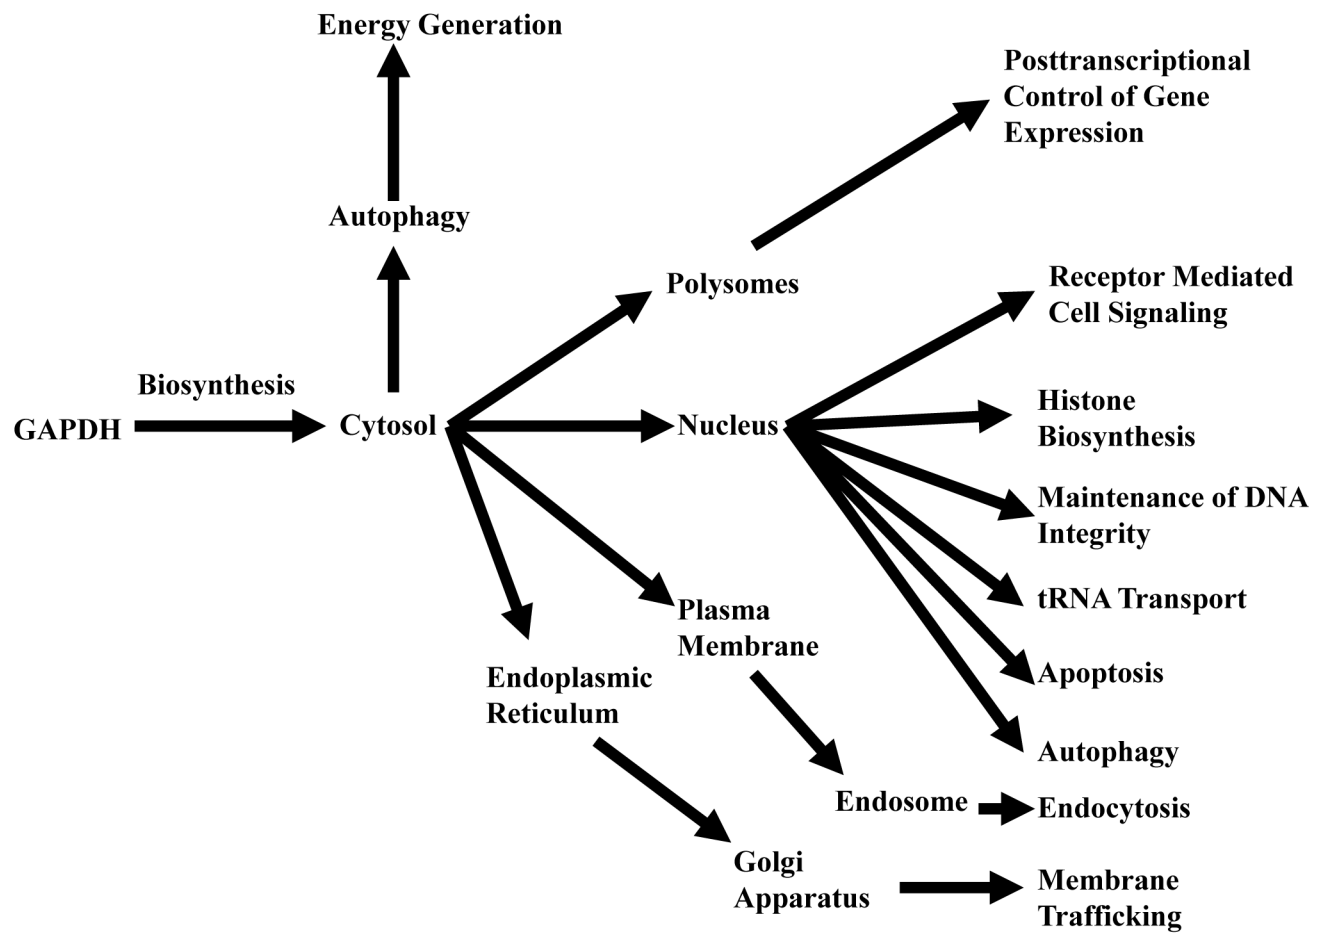 Energy Generation
Posttranscriptional
Control of Gene
Expression
Autophagy
Polysomes
Receptor Mediated
Cell Signaling
Biosynthesis
GAPDH
Cytosol
Nucleus
Histone
Biosynthesis
Maintenance of DNA
Integrity
tRNA Transport
Plasma
Membrane
Endoplasmic
Reticulum
Apoptosis
Autophagy
Endosome
Endocytosis
Golgi
Apparatus
Membrane
Trafficking